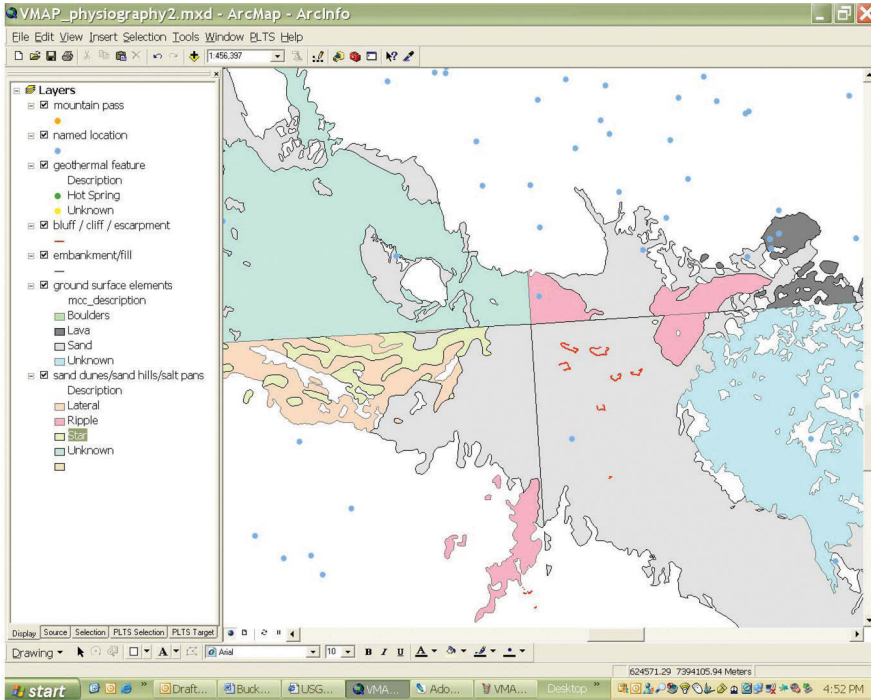 VMAP_physiography2.mxd - ArcMap - ArcInfo
File Edit View Insert Selection Tools Window PLTS Help
1:456,397
Layers
mountain pass
named location
geothermal feature
Description
Hot Spring
Unknown
bluff / cliff / escarpment
embankment/fill
ground surface elements
mcc_description
Boulders
Lava
Sand
Unknown
sand dunes/sand hills/salt pans
Description
Lateral
Ripple
Star
Unknown
Display Source Selection PLTS Selection PLTS Target
Drawing A Arial 10 B I U A
624571.29 7394105.94 Meters
start Draft... Buck... USG... VMA... Ado... VMA... Desktop 4:52 PM